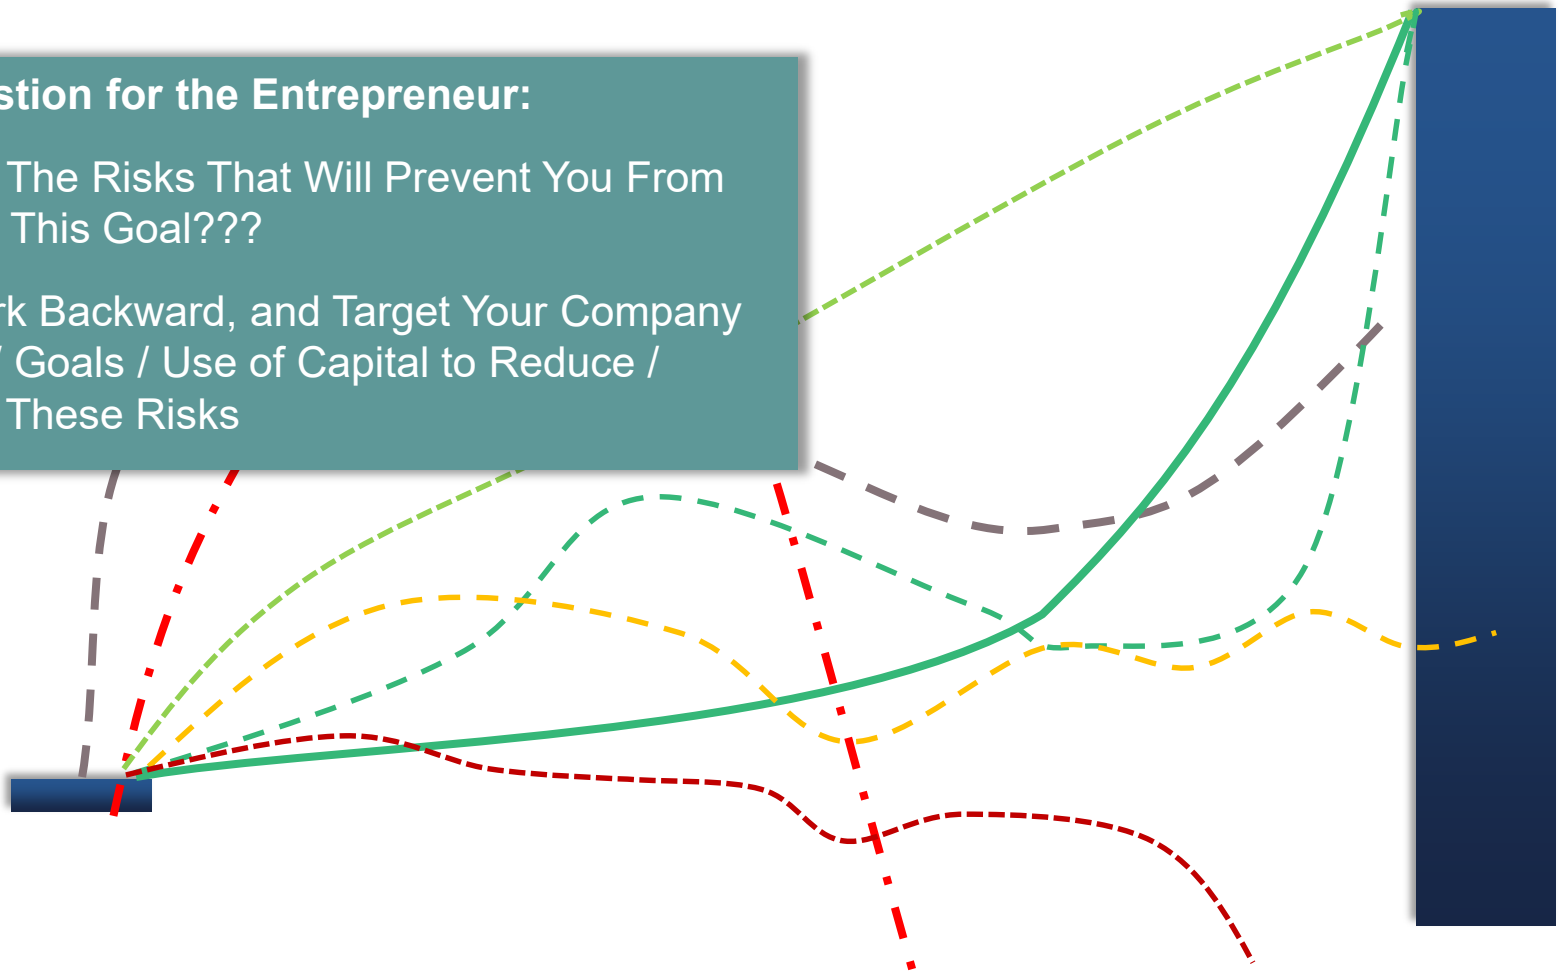 stion for the Entrepreneur:
The Risks That Will Prevent You From
This Goal???
rk Backward, and Target Your Company
/ Goals / Use of Capital to Reduce /
These Risks